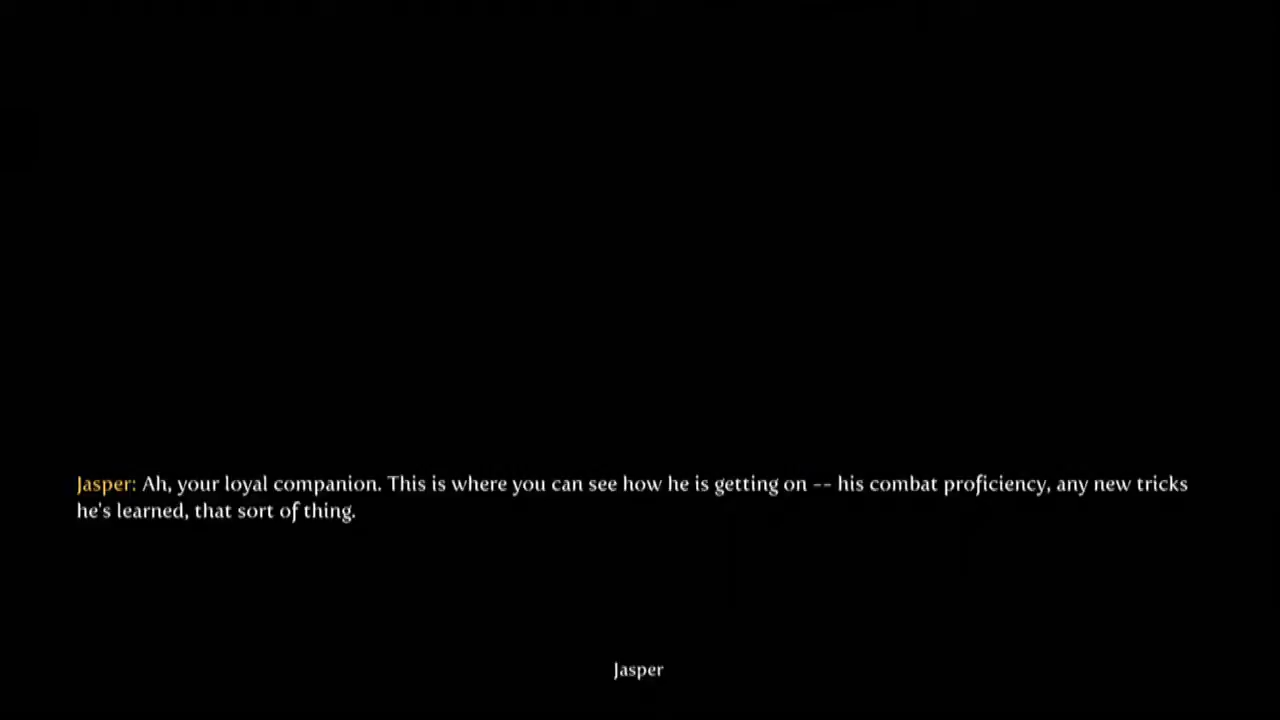 Jasper: Ah, your loyal companion. This is where you can see how he is getting on -- his combat proficiency, any new tricks
he's learned, that sort of thing.
Jasper